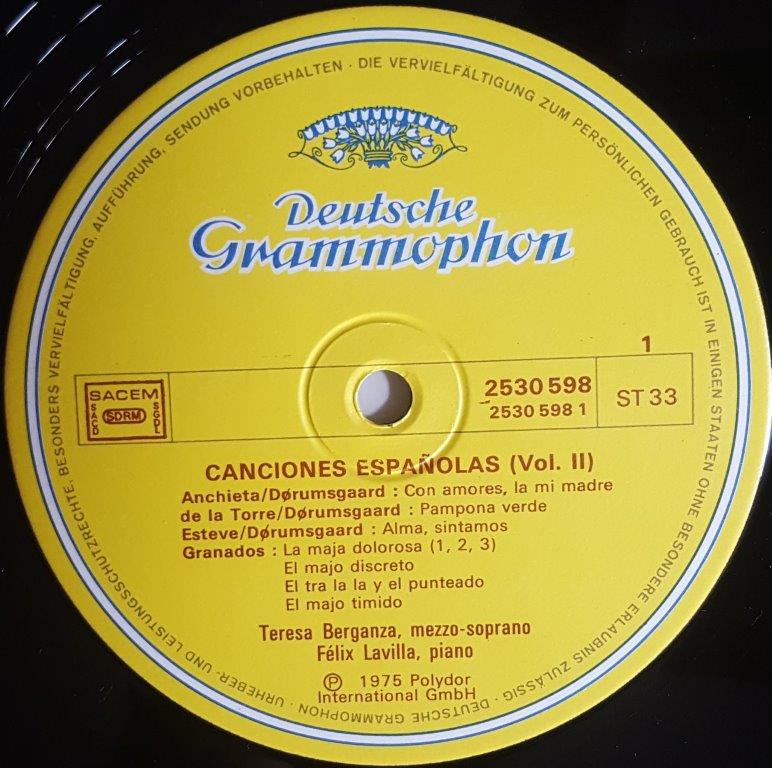 URHEBER- UND LEISTUNGSSCHUTZRECHTE, BESONDERS VERVIELFÄLTIGUNG, AUFFÜHRUNG, SENDUNG VORBEHALTEN · DIE VERVIELFÄLTIGUNG ZUM PERSÖNLICHEN GEBRAUCH IST IN EINIGEN STAATEN OHNE BESONDERE ERLAUBNIS ZULÄSSIG · DEUTSCHE GRAMMOPHON ·
Deutsche
Grammophon
1
SACEM
SACD SDRM SGDL
2530 598
2530 598 1
ST 33
CANCIONES ESPAÑOLAS (Vol. II)
Anchieta/Dørumsgaard : Con amores, la mi madre
de la Torre/Dørumsgaard : Pampona verde
Esteve/Dørumsgaard : Alma, sintamos
Granados : La maja dolorosa (1, 2, 3)
El majo discreto
El tra la la y el punteado
El majo timido
Teresa Berganza, mezzo-soprano
Félix Lavilla, piano
℗ 1975 Polydor
International GmbH